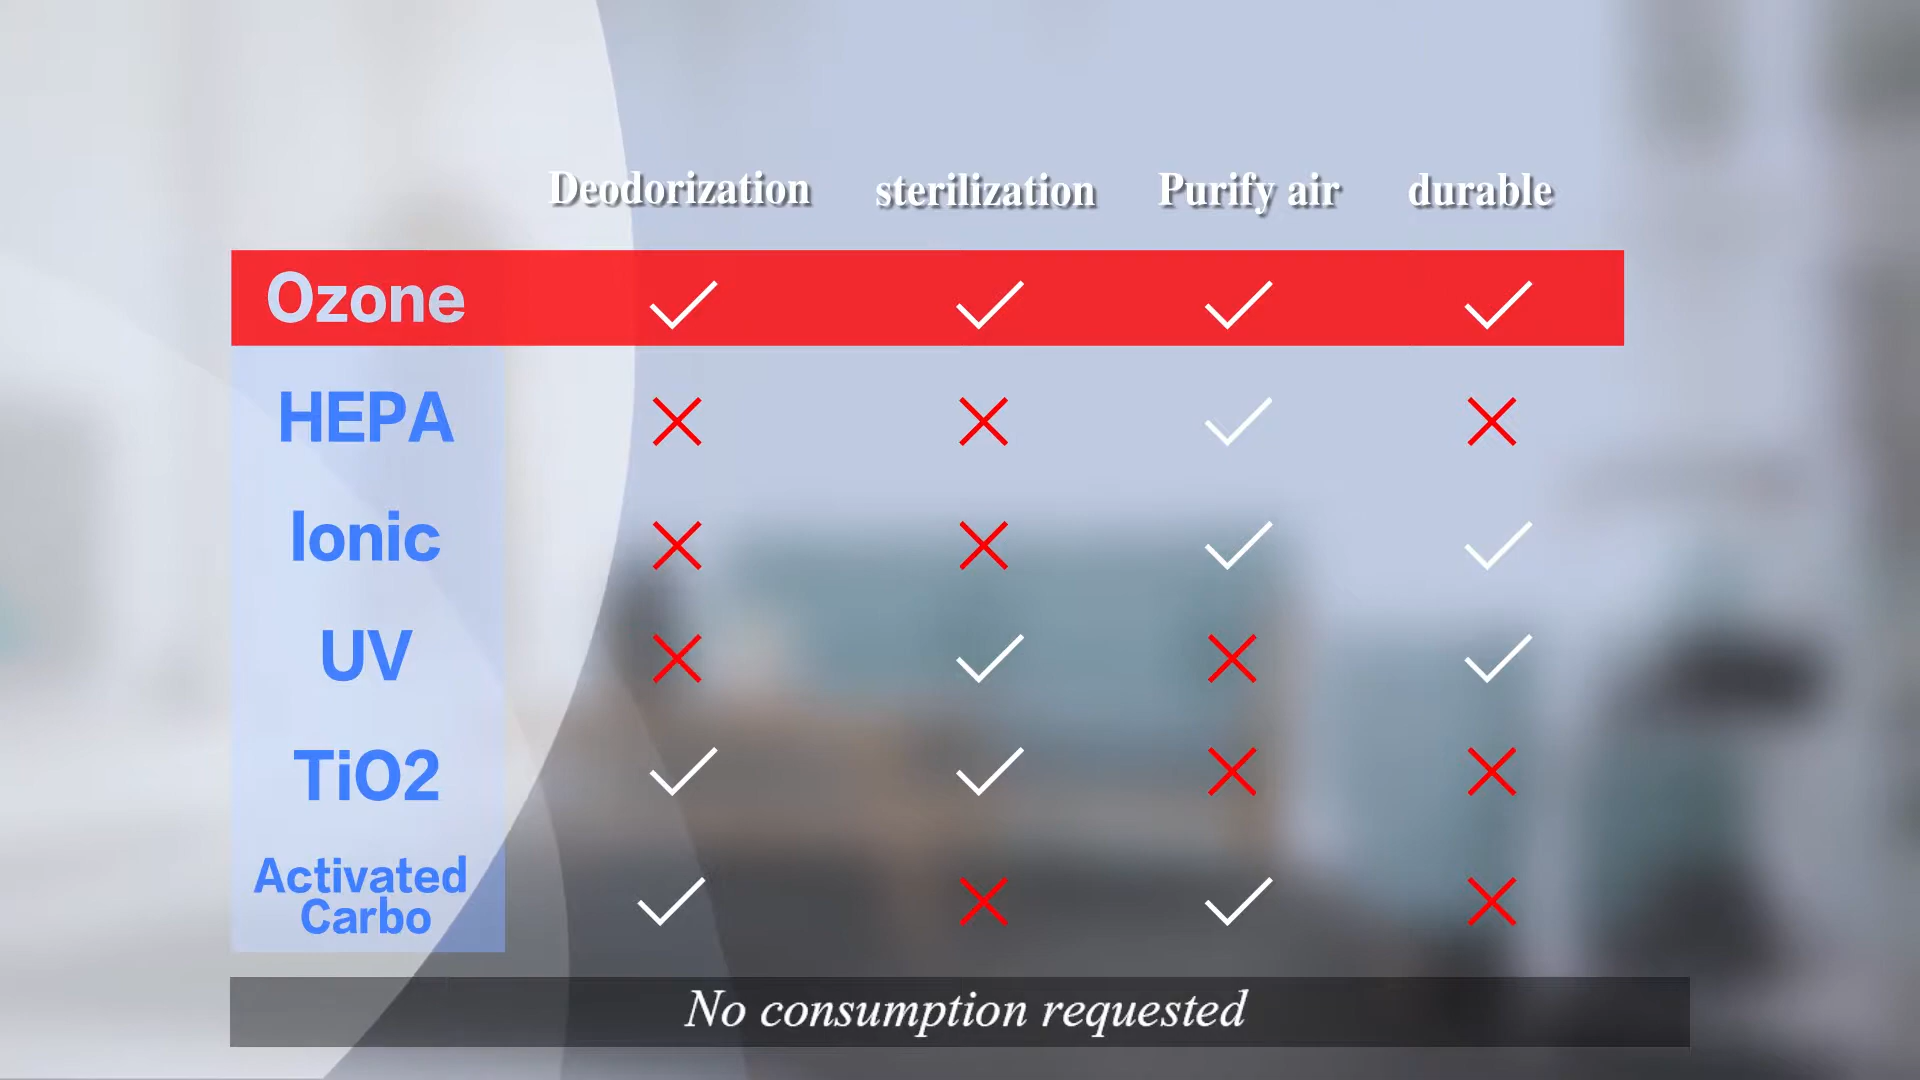 Deodorization sterilization Purify air durable
Ozone
HEPA
Ionic
UV
TiO2
Activated
Carbo
No consumption requested